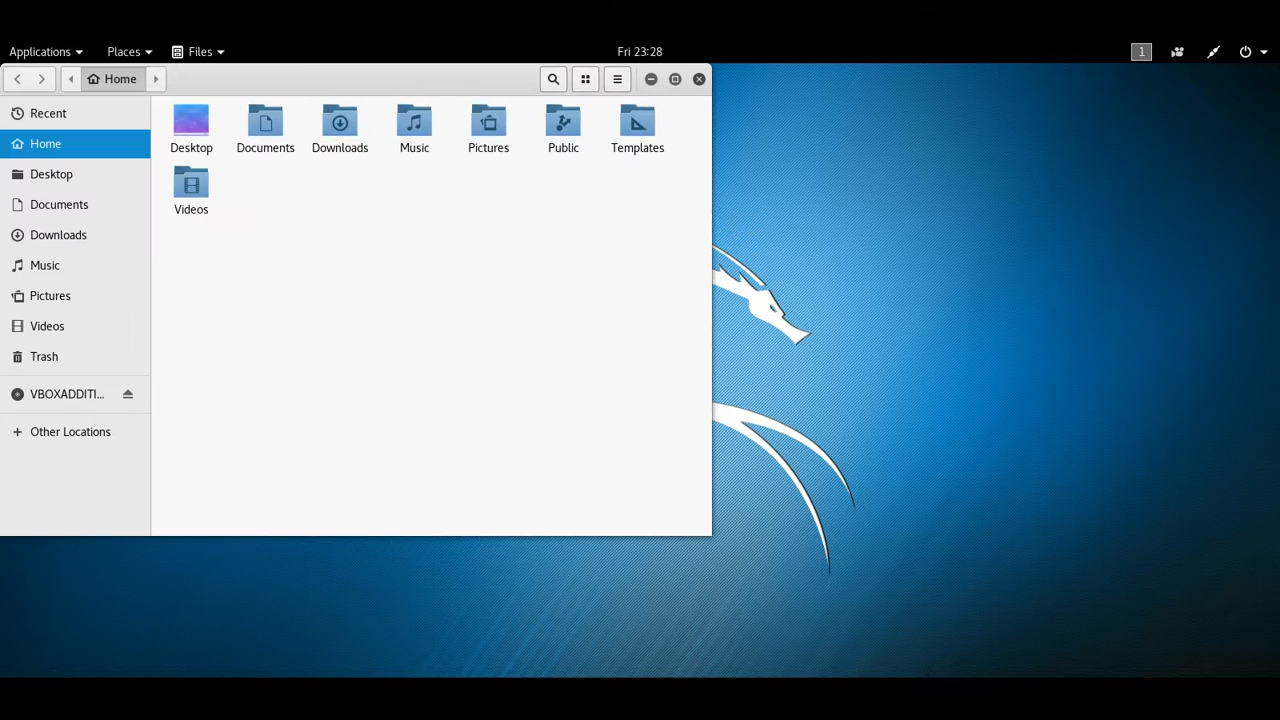 Applications Places Files Fri 23:28 1
Home
Recent
Home
Desktop
Documents
Downloads
Music
Pictures
Videos
Trash
VBOXADDITI...
Other Locations
Desktop Documents Downloads Music Pictures Public Templates
Videos